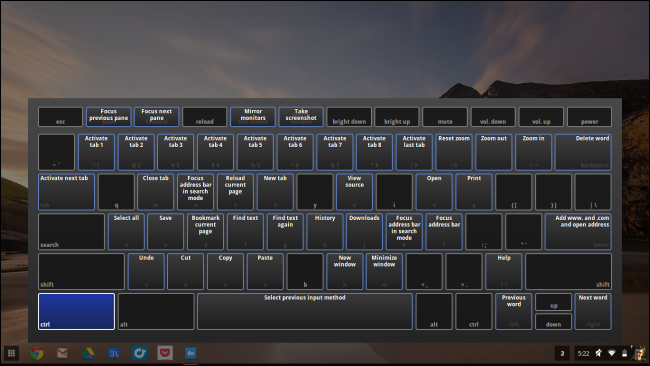 esc
Focus
previous pane
Focus next
pane
reload
Mirror
monitors
Take
screenshot
bright down
bright up
mute
vol. down
vol. up
power
Activate
tab 1
Activate
tab 2
Activate
tab 3
Activate
tab 4
Activate
tab 5
Activate
tab 6
Activate
tab 7
Activate
tab 8
Activate
last tab
Reset zoom
Zoom out
Zoom in
Delete word
backspace
Activate next tab
tab
q
Close tab
Focus
address bar
in search
mode
Reload
current
page
New tab
y
View
source
i
Open
Print
[{
]}
|\
search
Select all
Save
Bookmark
current
page
Find text
Find text
again
History
Downloads
Focus
address bar
in search
mode
Focus
address bar
;:
Add www. and .com
and open address
enter
shift
Undo
Cut
Copy
Paste
b
New
window
Minimize
window
<,
>.
Help
shift
ctrl
alt
Select previous input method
alt
ctrl
Previous
word
left
up
down
Next word
right
31
2
5:22